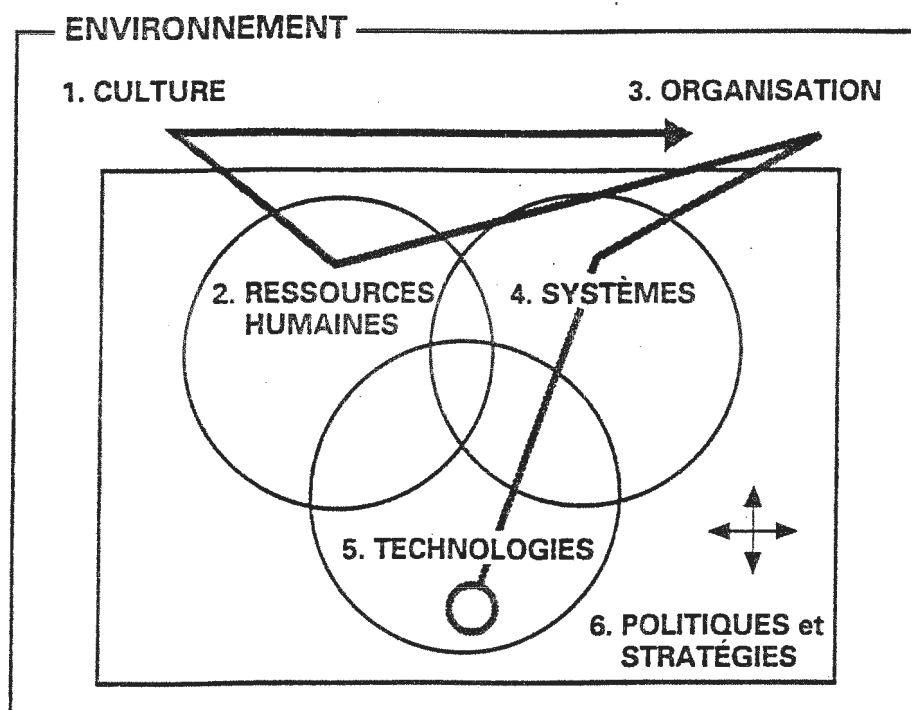 ENVIRONNEMENT
1. CULTURE
3. ORGANISATION
2. RESSOURCES
HUMAINES
4. SYSTÈMES
5. TECHNOLOGIES
6. POLITIQUES et
STRATÉGIES